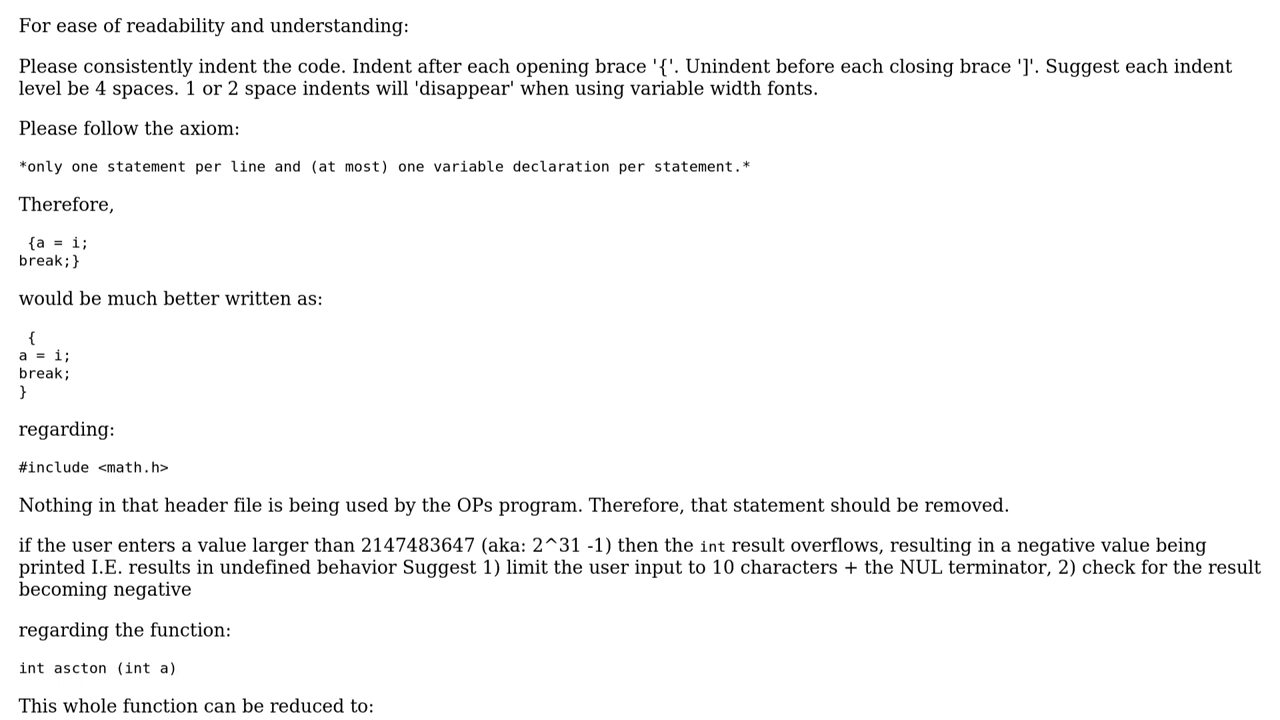 For ease of readability and understanding:
Please consistently indent the code. Indent after each opening brace '{'. Unindent before each closing brace ']'. Suggest each indent
level be 4 spaces. 1 or 2 space indents will 'disappear' when using variable width fonts.
Please follow the axiom:
*only one statement per line and (at most) one variable declaration per statement.*
Therefore,
{a = i;
break;}
would be much better written as:
{
a = i;
break;
}
regarding:
#include <math.h>
Nothing in that header file is being used by the OPs program. Therefore, that statement should be removed.
if the user enters a value larger than 2147483647 (aka: 2^31 -1) then the int result overflows, resulting in a negative value being
printed I.E. results in undefined behavior Suggest 1) limit the user input to 10 characters + the NUL terminator, 2) check for the result
becoming negative
regarding the function:
int ascton (int a)
This whole function can be reduced to: